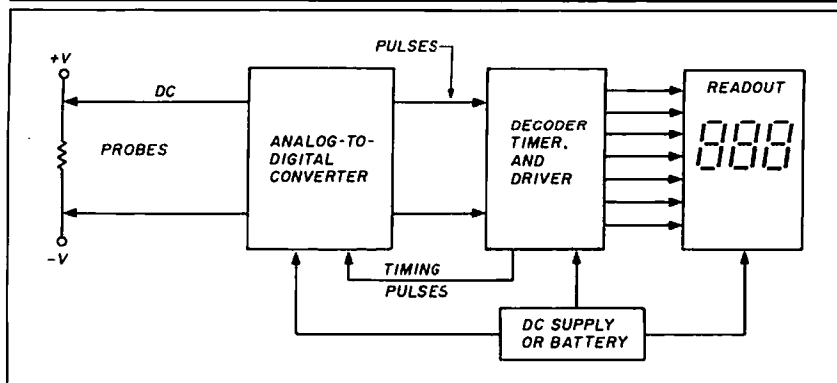 +V
DC
PROBES
-V
ANALOG-TO-
DIGITAL
CONVERTER
PULSES
TIMING
PULSES
DECODER
TIMER,
AND
DRIVER
READOUT
888
DC SUPPLY
OR BATTERY